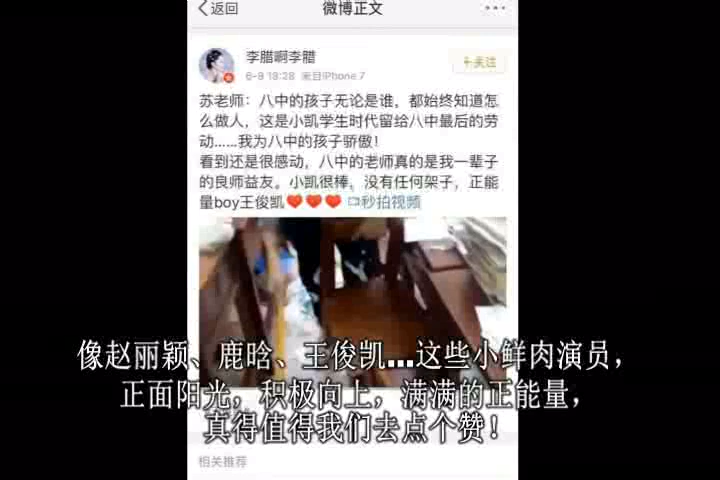 返回
微博正文
李腊啊李腊
关注
6-9 13:28 来自iPhone 7
苏老师：八中的孩子无论是谁，都始终知道怎
么做人，这是小凯学生时代留给八中最后的劳
动……我为八中的孩子骄傲！
看到还是很感动，八中的老师真的是我一辈子
的良师益友。小凯很棒，没有任何架子，正能
量boy王俊凯❤❤❤ 秒拍视频
像赵丽颖、鹿晗、王俊凯...这些小鲜肉演员，
正面阳光，积极向上，满满的正能量，
真得值得我们去点个赞！
相关推荐